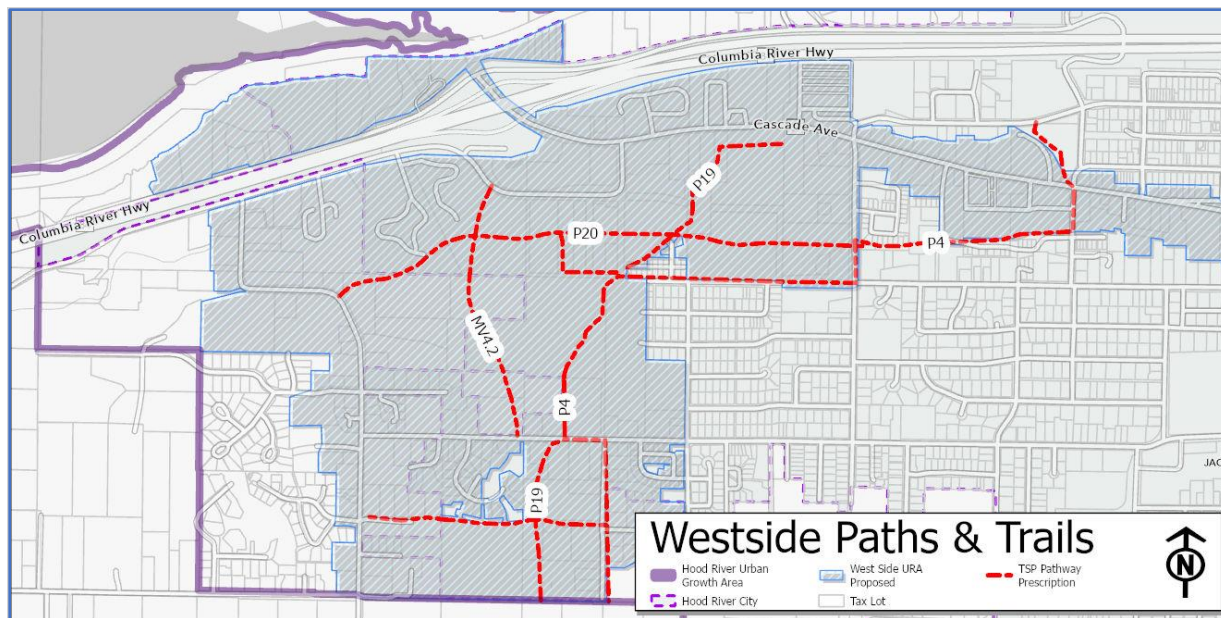 Columbia River Hwy
Cascade Ave
P19
Columbia River Hwy
P20
P4
MV4.2
P4
P19
JAC
Westside Paths & Trails
Hood River Urban
Growth Area
West Side URA
Proposed
TSP Pathway
Prescription
Hood River City
Tax Lot
N